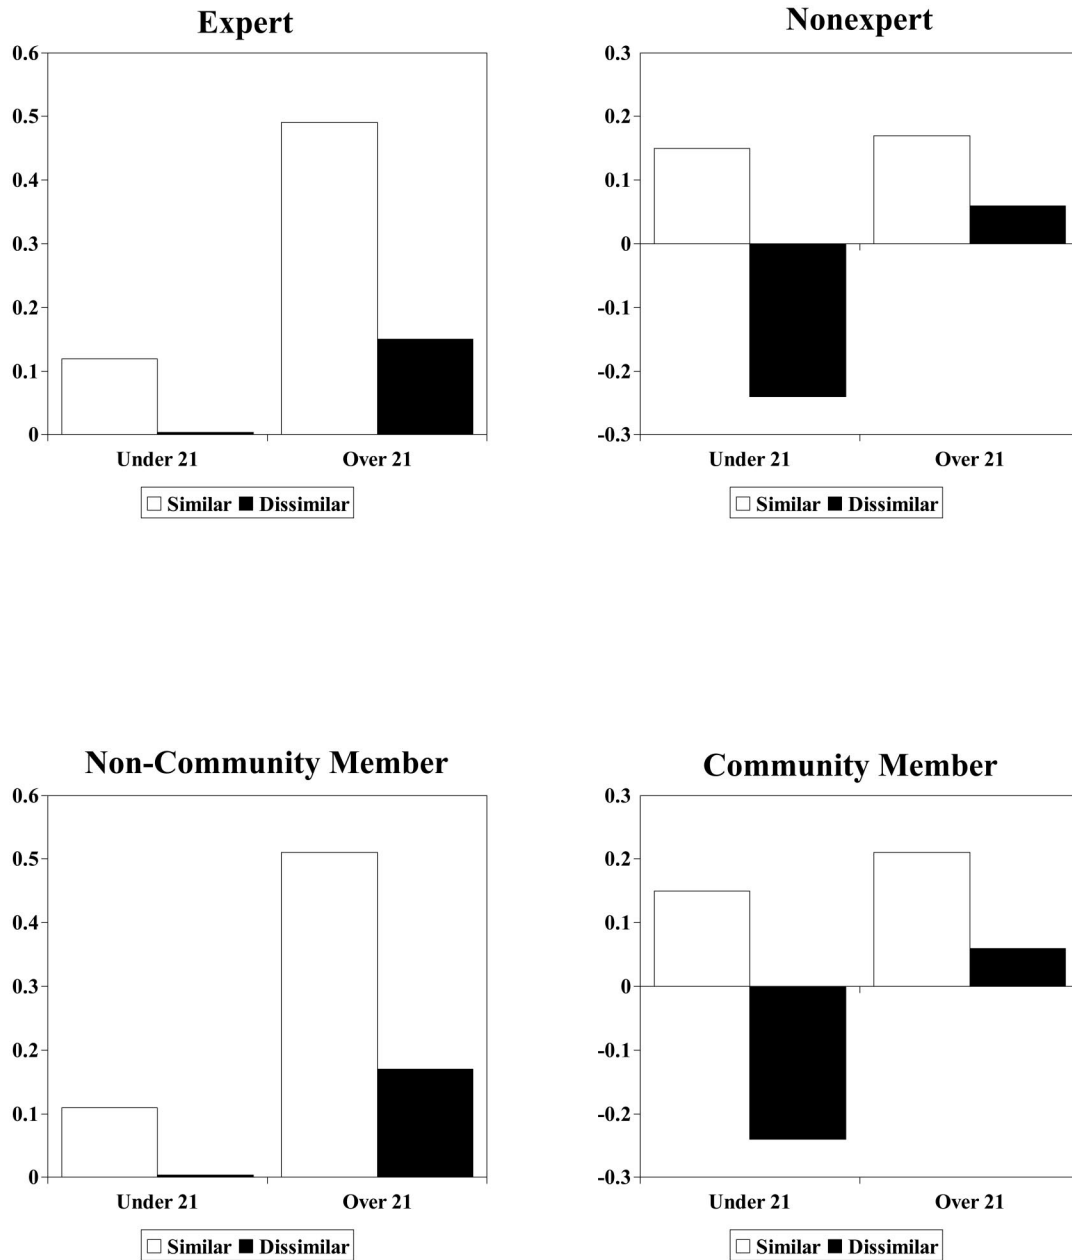 Expert
0.6
0.5
0.4
0.3
0.2
0.1
0
Under 21 Over 21
Similar Dissimilar
Nonexpert
0.3
0.2
0.1
0
-0.1
-0.2
-0.3
Under 21 Over 21
Similar Dissimilar
Non-Community Member
0.6
0.5
0.4
0.3
0.2
0.1
0
Under 21 Over 21
Similar Dissimilar
Community Member
0.3
0.2
0.1
0
-0.1
-0.2
-0.3
Under 21 Over 21
Similar Dissimilar